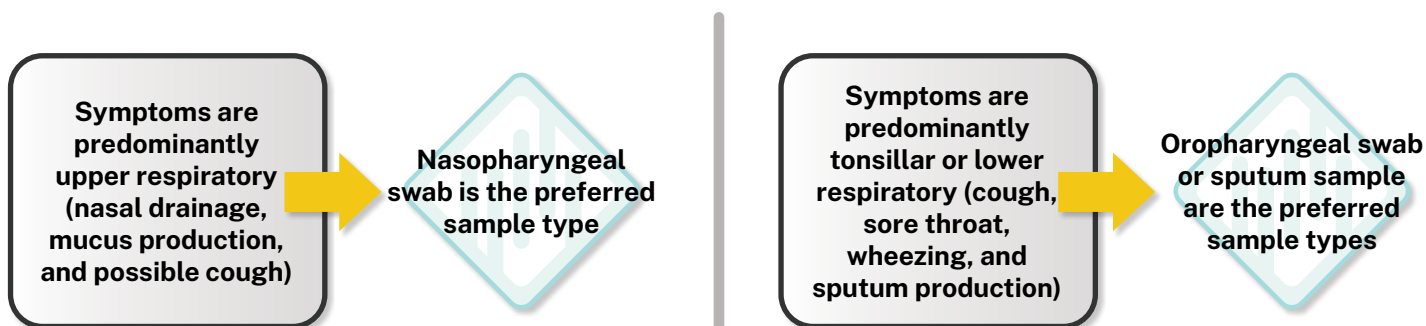 Symptoms are
predominantly
upper respiratory
(nasal drainage,
mucus production,
and possible cough)
Nasopharyngeal
swab is the preferred
sample type
Symptoms are
predominantly
tonsillar or lower
respiratory (cough,
sore throat,
wheezing, and
sputum production)
Oropharyngeal swab
or sputum sample
are the preferred
sample types